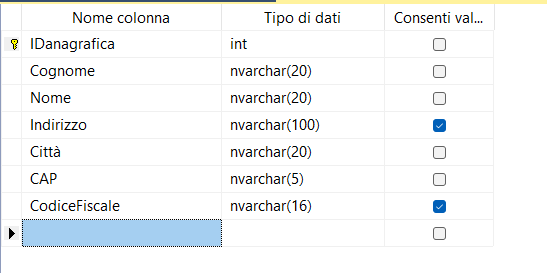 Nome colonna Tipo di dati Consenti val...
IDanagrafica int
Cognome nvarchar(20)
Nome nvarchar(20)
Indirizzo nvarchar(100)
Città nvarchar(20)
CAP nvarchar(5)
CodiceFiscale nvarchar(16)